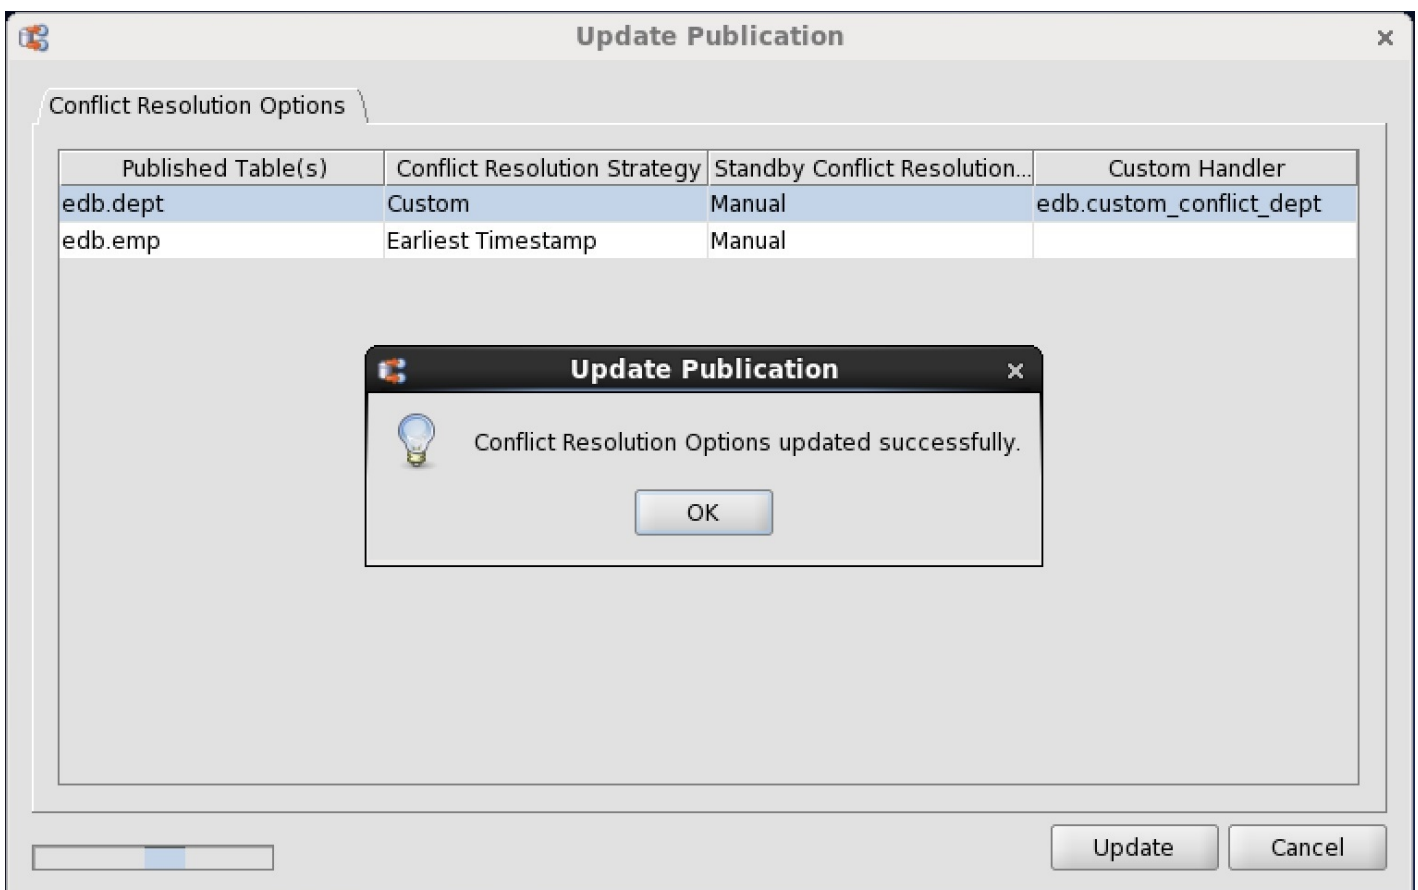 Update Publication
Conflict Resolution Options
Published Table(s) Conflict Resolution Strategy Standby Conflict Resolution... Custom Handler
edb.dept Custom Manual edb.custom_conflict_dept
edb.emp Earliest Timestamp Manual
Update Publication
Conflict Resolution Options updated successfully.
OK
Update Cancel